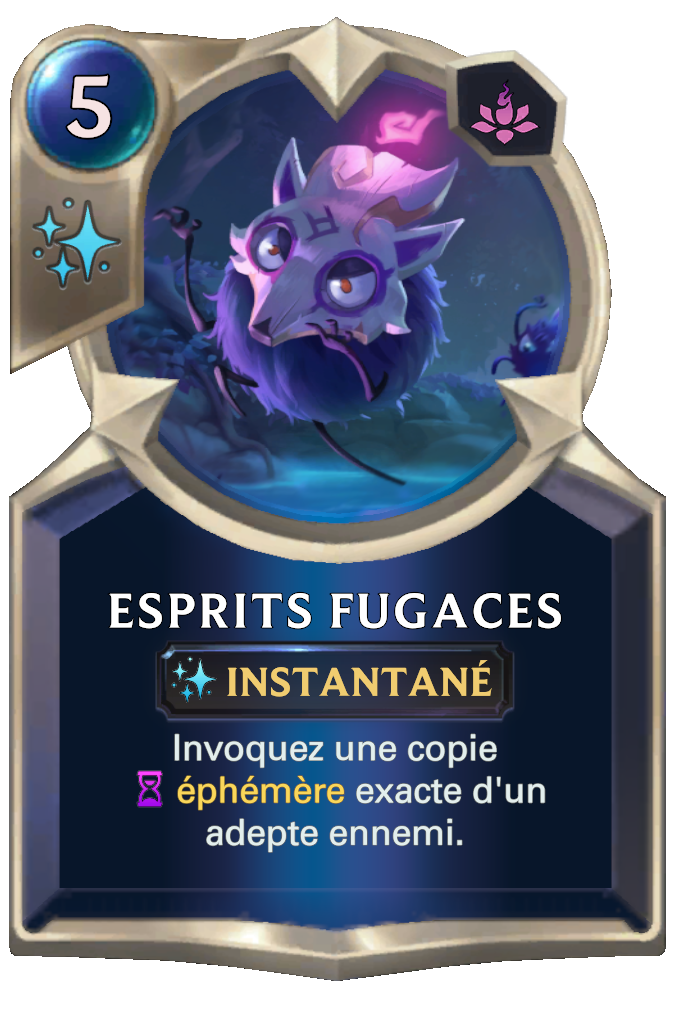 5
ESPRITS FUGACES
INSTANTANÉ
Invoquez une copie
éphémère exacte d'un
adepte ennemi.